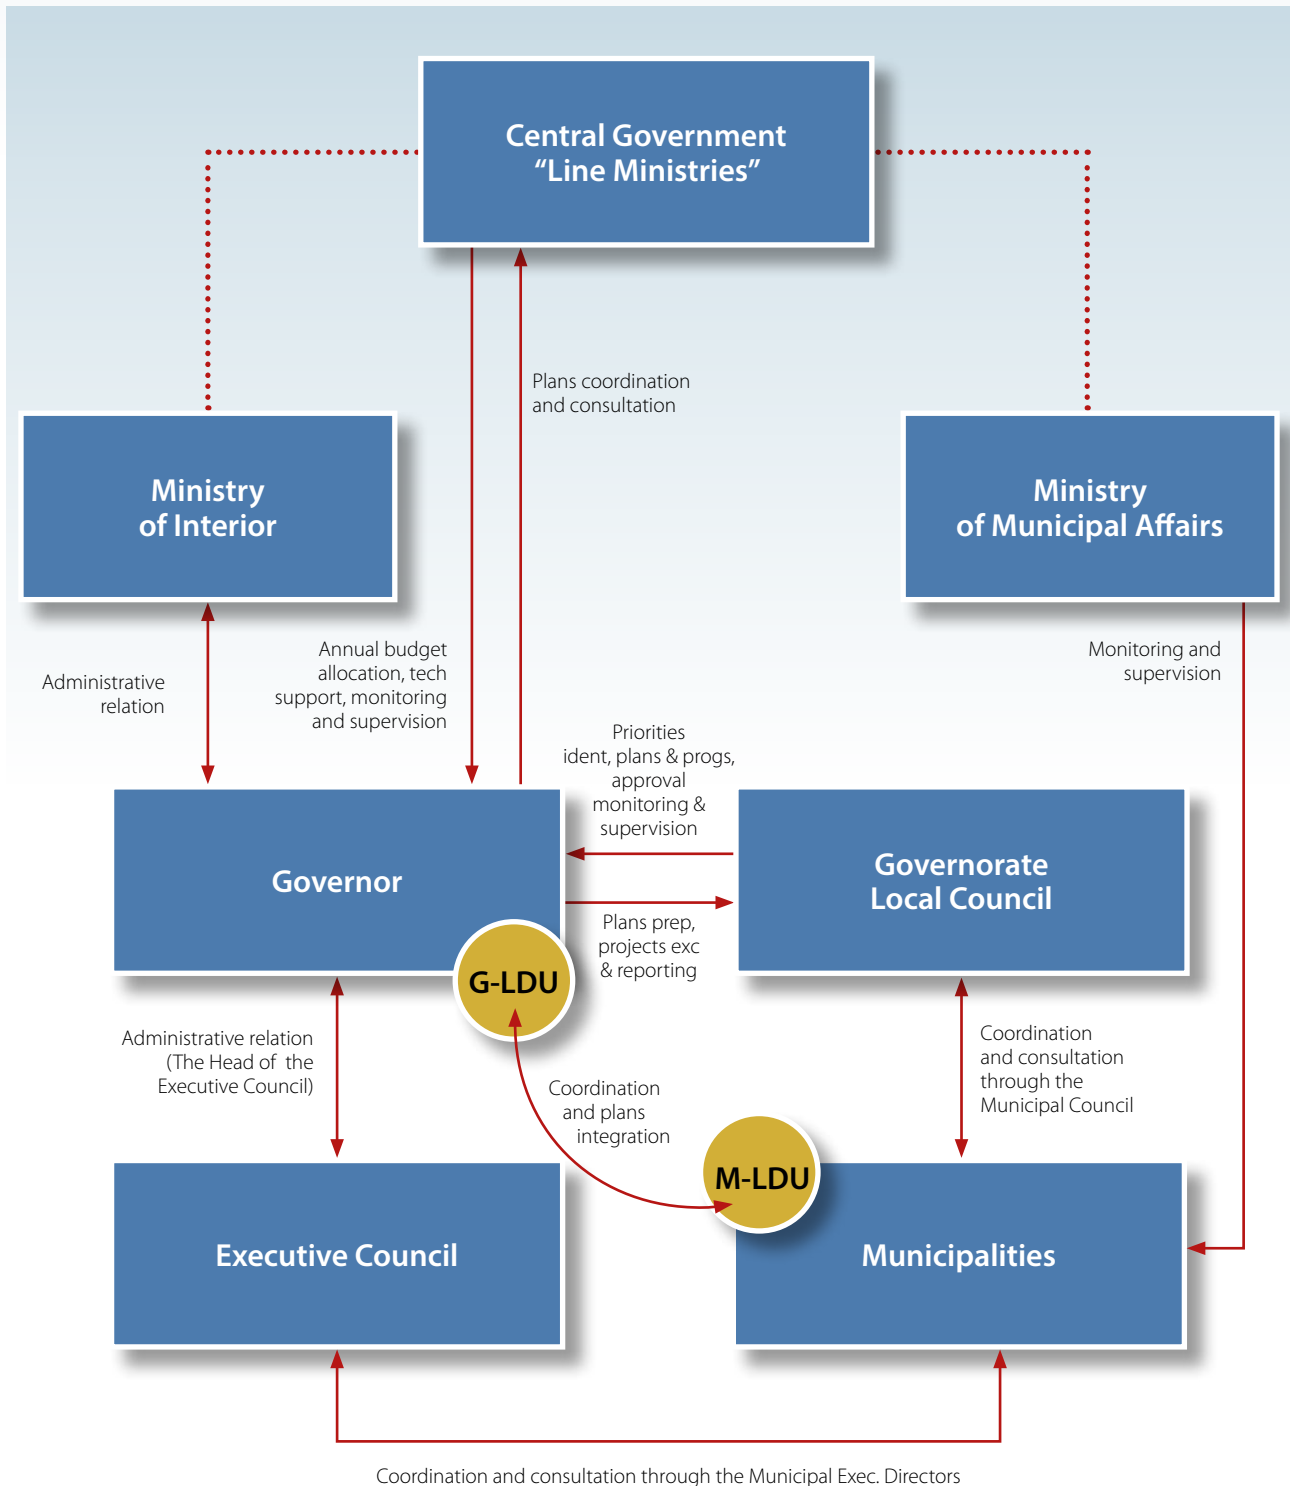 Central Government
“Line Ministries”
Plans coordination
and consultation
Ministry
of Interior
Ministry
of Municipal Affairs
Administrative
relation
Annual budget
allocation, tech
support, monitoring
and supervision
Monitoring and
supervision
Priorities
ident, plans & progs,
approval
monitoring &
supervision
Governor
Governorate
Local Council
Plans prep,
projects exc
& reporting
G-LDU
Administrative relation
(The Head of the
Executive Council)
Coordination
and consultation
through the
Municipal Council
Coordination
and plans
integration
M-LDU
Executive Council
Municipalities
Coordination and consultation through the Municipal Exec. Directors